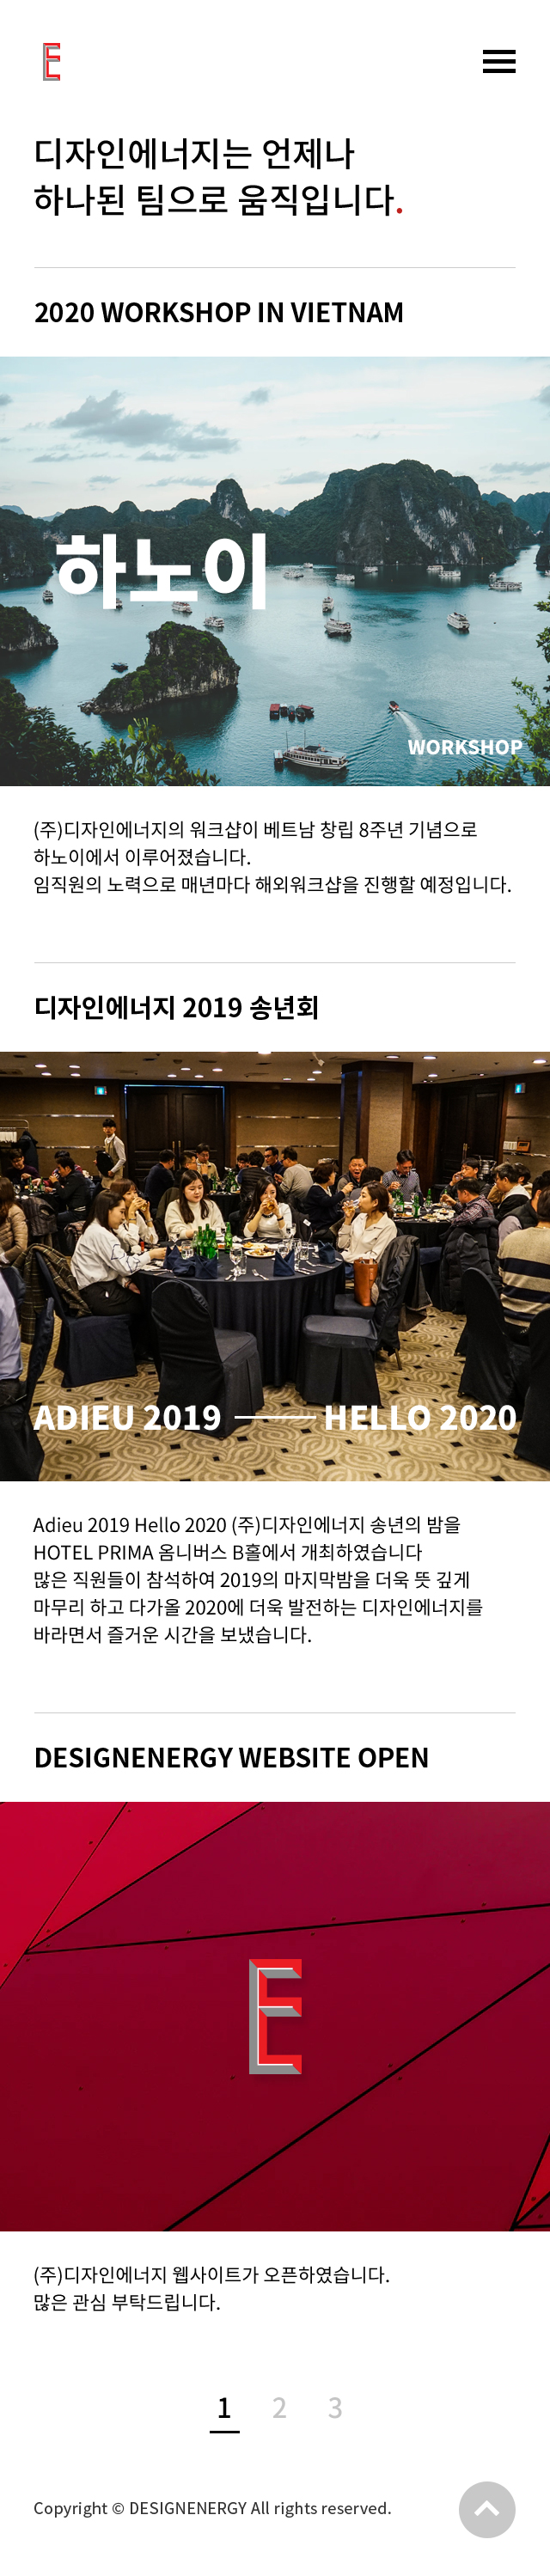 E
디자인에너지는 언제나
하나된 팀으로 움직입니다.
2020 WORKSHOP IN VIETNAM
하노이
WORKSHOP
(주)디자인에너지의 워크샵이 베트남 창립 8주년 기념으로
하노이에서 이루어졌습니다.
임직원의 노력으로 매년마다 해외워크샵을 진행할 예정입니다.
디자인에너지 2019 송년회
ADIEU 2019 — HELLO 2020
Adieu 2019 Hello 2020 (주)디자인에너지 송년의 밤을
HOTEL PRIMA 옴니버스 B홀에서 개최하였습니다
많은 직원들이 참석하여 2019의 마지막밤을 더욱 뜻 깊게
마무리 하고 다가올 2020에 더욱 발전하는 디자인에너지를
바라면서 즐거운 시간을 보냈습니다.
DESIGNENERGY WEBSITE OPEN
E
(주)디자인에너지 웹사이트가 오픈하였습니다.
많은 관심 부탁드립니다.
1 2 3
Copyright © DESIGNENERGY All rights reserved.